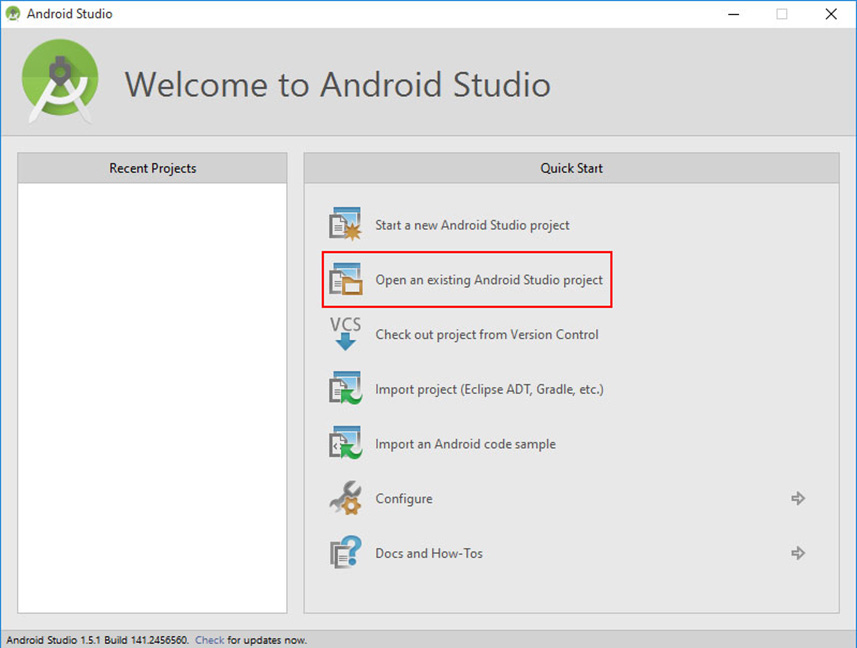 Android Studio
Welcome to Android Studio
Recent Projects
Quick Start
Start a new Android Studio project
Open an existing Android Studio project
VCS
Check out project from Version Control
Import project (Eclipse ADT, Gradle, etc.)
Import an Android code sample
Configure
Docs and How-Tos
Android Studio 1.5.1 Build 141.2456560. Check for updates now.